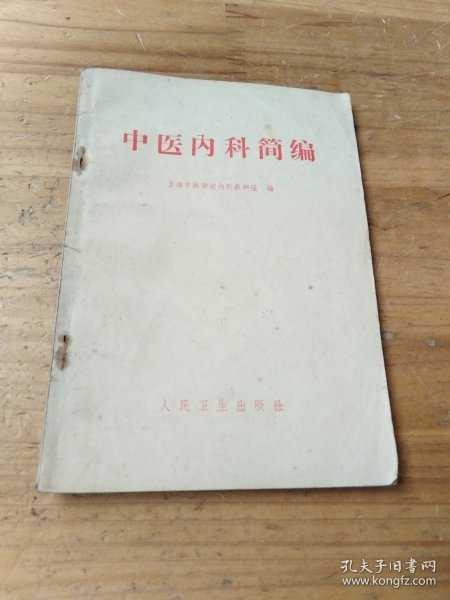 中医内科简编
上海中医学院内科教研组 编
人民卫生出版社
孔夫子旧书网
www.kongfz.com